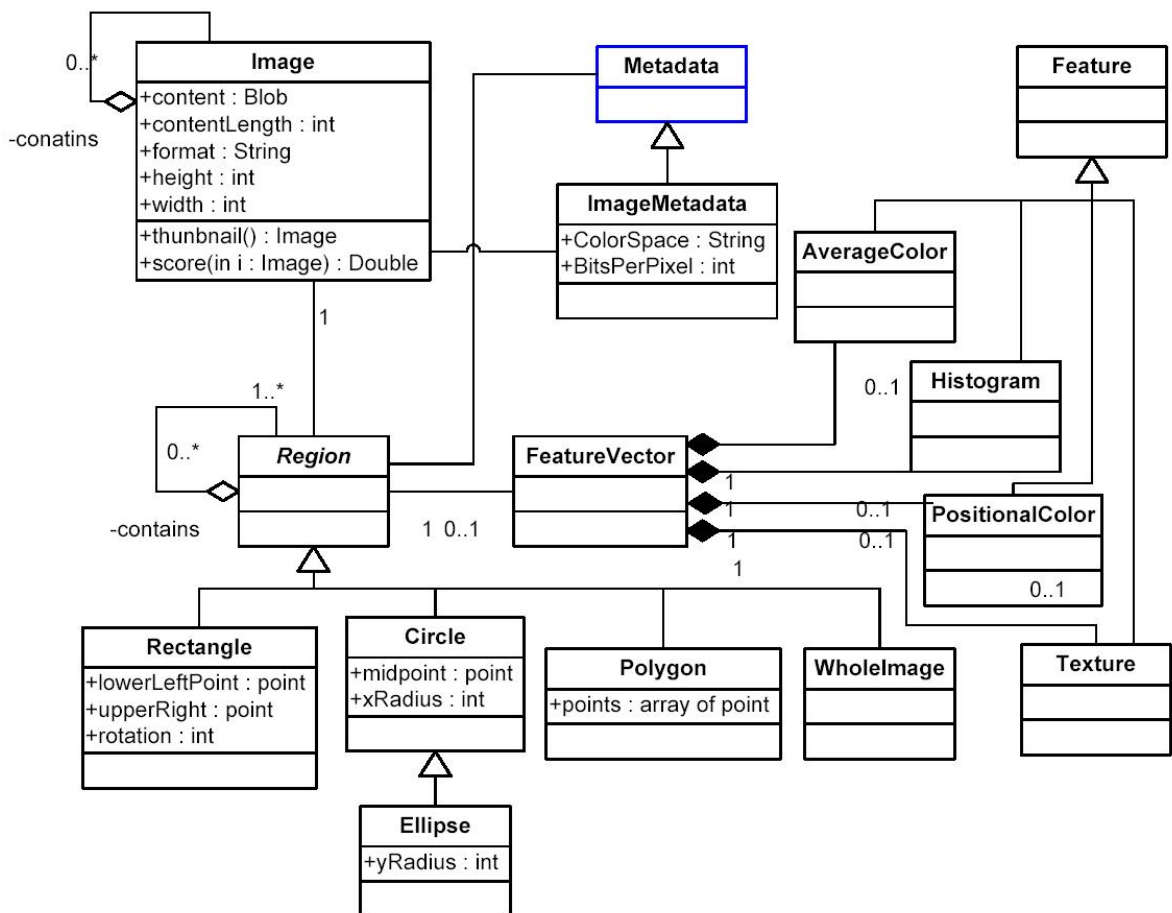 Image
0..*
+content : Blob
+contentLength : int
+format : String
+height : int
+width : int
-conatins
+thunbnail() : Image
+score(in i : Image) : Double
Metadata
Feature
ImageMetadata
+ColorSpace : String
+BitsPerPixel : int
AverageColor
1
1..*
0..*
Region
-contains
1 0..1
FeatureVector
0..1
Histogram
1
1
0..1
PositionalColor
1
0..1
1
0..1
Rectangle
+lowerLeftPoint : point
+upperRight : point
+rotation : int
Circle
+midpoint : point
+xRadius : int
Polygon
+points : array of point
WholeImage
Texture
Ellipse
+yRadius : int